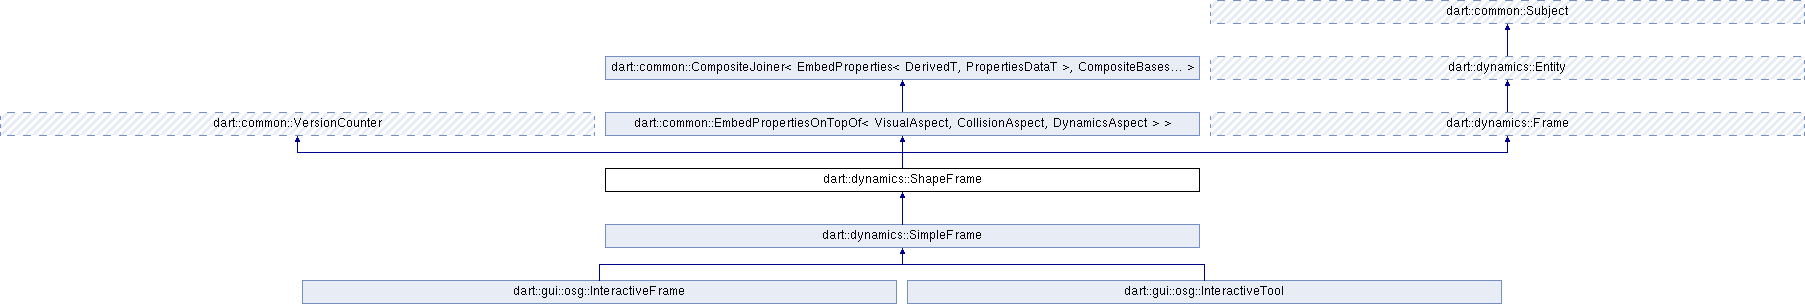 dart::common::Subject
dart::common::CompositeJoiner< EmbedProperties< DerivedT, PropertiesDataT >, CompositeBases... >
dart::dynamics::Entity
dart::common::VersionCounter
dart::common::EmbedPropertiesOnTopOf< VisualAspect, CollisionAspect, DynamicsAspect > >
dart::dynamics::Frame
dart::dynamics::ShapeFrame
dart::dynamics::SimpleFrame
dart::gui::osg::InteractiveFrame
dart::gui::osg::InteractiveTool